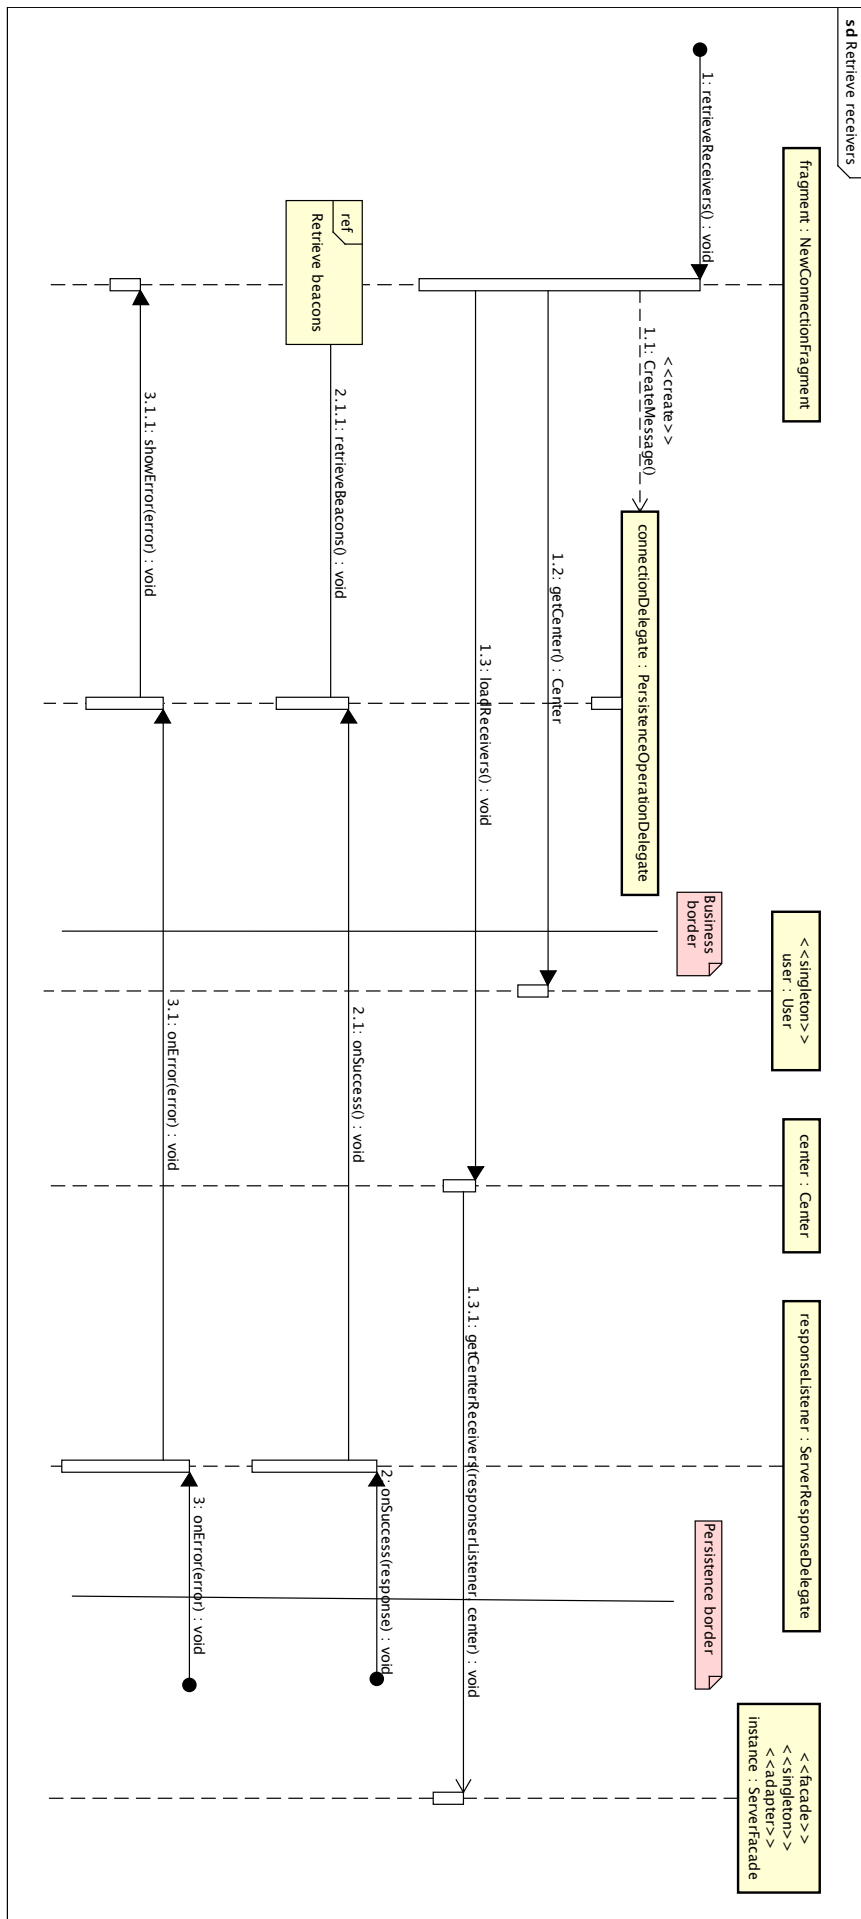 sd Retrieve receivers
fragment : NewConnectionFragment
<<singleton>>
user : User
center : Center
responseListener : ServerResponseDelegate
<<facade>>
<<singleton>>
<<adapter>>
instance : ServerFacade
Business
border
Persistence border
1: retrieveReceivers() : void
<<create>>
1.1: CreateMessage()
connectionDelegate : PersistenceOperationDelegate
1.2: getCenter() : Center
1.3: loadReceivers() : void
1.3.1: getCenterReceivers(responserListener, center) : void
2: onSuccess(response) : void
2.1: onSuccess() : void
ref
Retrieve beacons
2.1.1: retrieveBeacons() : void
3: onError(error) : void
3.1: onError(error) : void
3.1.1: showError(error) : void